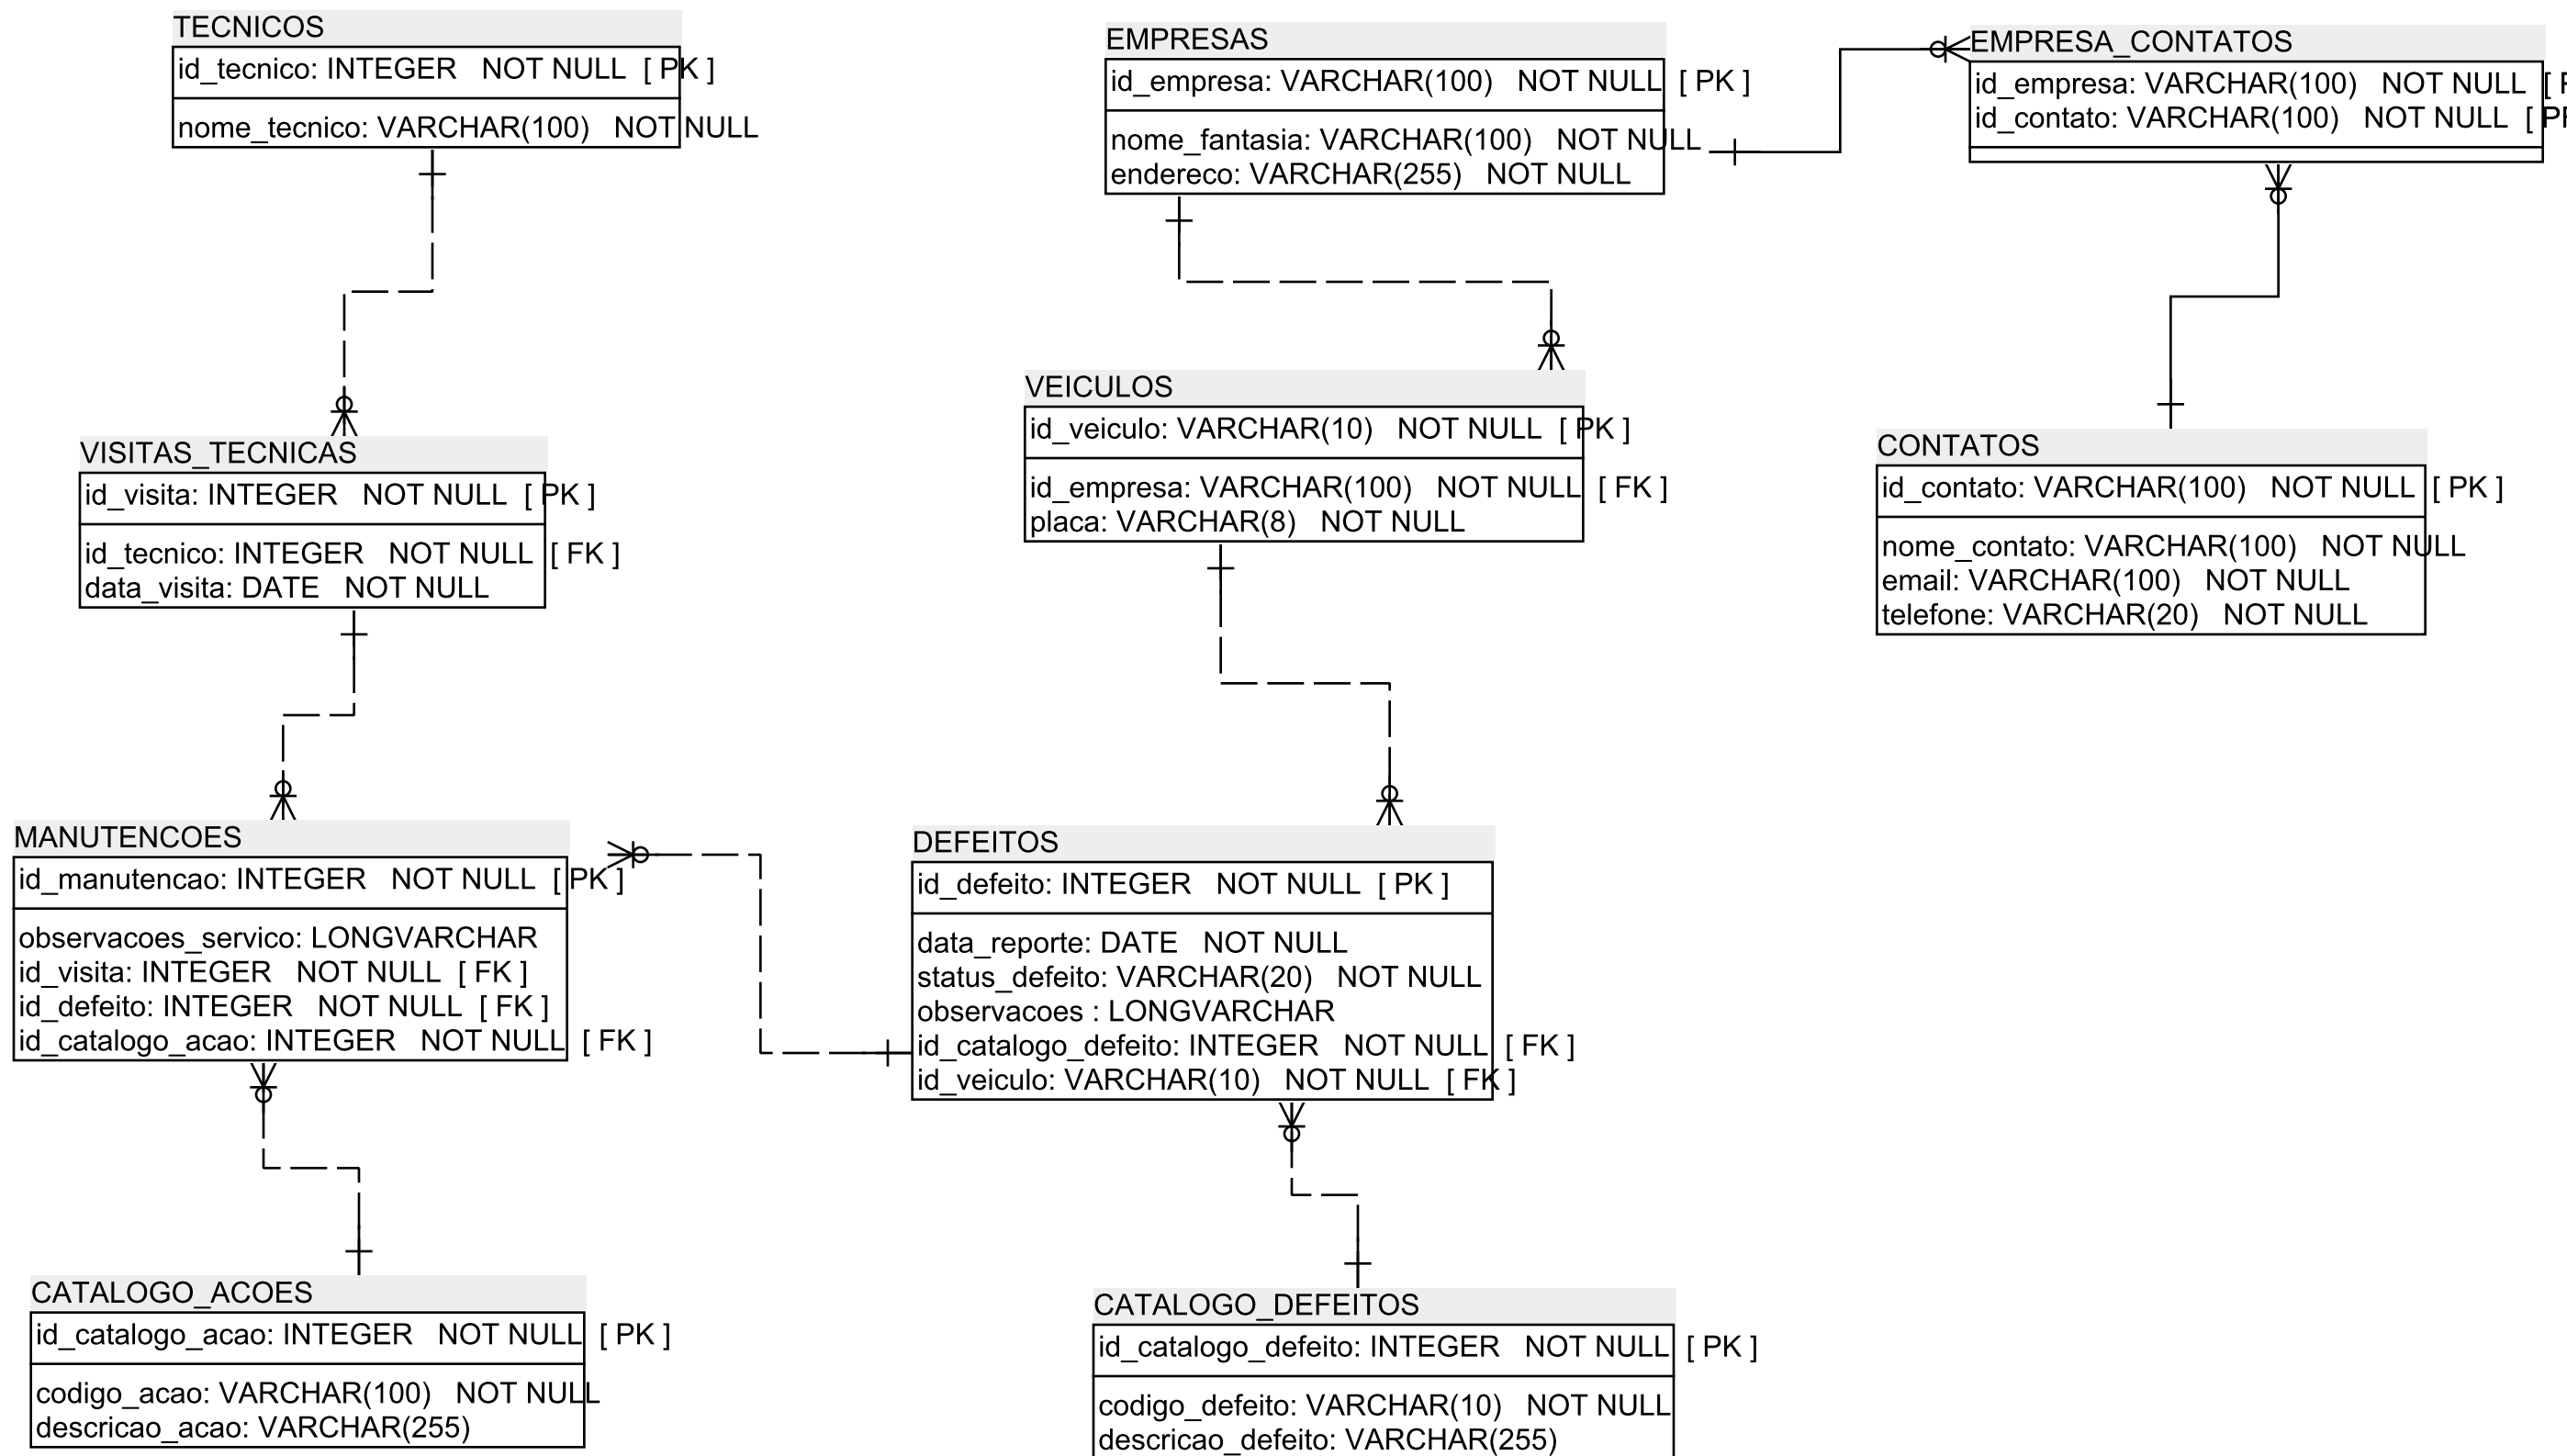 TECNICOS
id_tecnico: INTEGER NOT NULL [ PK ]
nome_tecnico: VARCHAR(100) NOT NULL
EMPRESAS
id_empresa: VARCHAR(100) NOT NULL [ PK ]
nome_fantasia: VARCHAR(100) NOT NULL
endereco: VARCHAR(255) NOT NULL
EMPRESA_CONTATOS
id_empresa: VARCHAR(100) NOT NULL [
id_contato: VARCHAR(100) NOT NULL [
VISITAS_TECNICAS
id_visita: INTEGER NOT NULL [ PK ]
id_tecnico: INTEGER NOT NULL [ FK ]
data_visita: DATE NOT NULL
VEICULOS
id_veiculo: VARCHAR(10) NOT NULL [ PK ]
id_empresa: VARCHAR(100) NOT NULL [ FK ]
placa: VARCHAR(8) NOT NULL
CONTATOS
id_contato: VARCHAR(100) NOT NULL [ PK ]
nome_contato: VARCHAR(100) NOT NULL
email: VARCHAR(100) NOT NULL
telefone: VARCHAR(20) NOT NULL
MANUTENCOES
id_manutencao: INTEGER NOT NULL [ PK ]
observacoes_servico: LONGVARCHAR
id_visita: INTEGER NOT NULL [ FK ]
id_defeito: INTEGER NOT NULL [ FK ]
id_catalogo_acao: INTEGER NOT NULL [ FK ]
DEFEITOS
id_defeito: INTEGER NOT NULL [ PK ]
data_reporte: DATE NOT NULL
status_defeito: VARCHAR(20) NOT NULL
observacoes : LONGVARCHAR
id_catalogo_defeito: INTEGER NOT NULL [ FK ]
id_veiculo: VARCHAR(10) NOT NULL [ FK ]
CATALOGO_ACOES
id_catalogo_acao: INTEGER NOT NULL [ PK ]
codigo_acao: VARCHAR(100) NOT NULL
descricao_acao: VARCHAR(255)
CATALOGO_DEFEITOS
id_catalogo_defeito: INTEGER NOT NULL [ PK ]
codigo_defeito: VARCHAR(10) NOT NULL
descricao_defeito: VARCHAR(255)